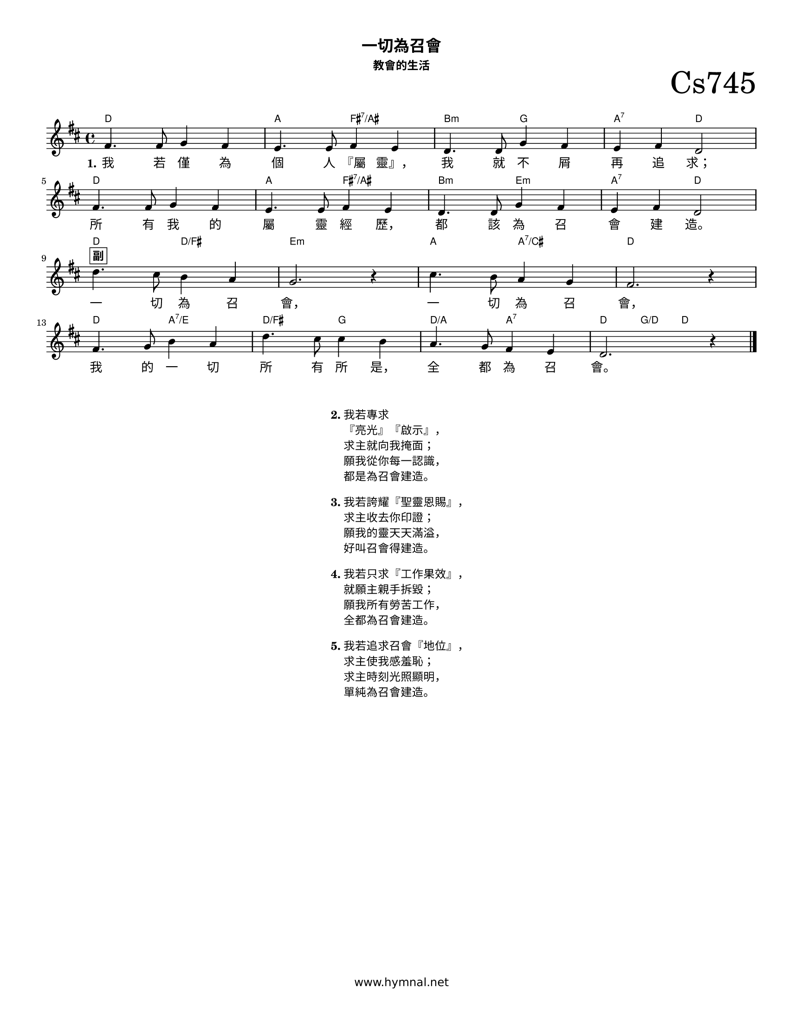 一切為召會
教會的生活
Cs745
D A F♯7/A♯ Bm G A7 D
1. 我 若 僅 為 個 人『屬 靈』， 我 就 不 屑 再 追 求；
5 D A F♯7/A♯ Bm Em A7 D
所 有 我 的 屬 靈 經 歷， 都 該 為 召 會 建 造。
9 D D/F♯ Em A A7/C♯ D
副
一 切 為 召 會， 一 切 為 召 會，
13 D A7/E D/F♯ G D/A A7 D G/D D
我 的 一 切 所 有 所 是， 全 都 為 召 會。
2. 我若專求
『亮光』『啟示』，
求主就向我掩面；
願我從你每一認識，
都是為召會建造。
3. 我若誇耀『聖靈恩賜』，
求主收去你印證；
願我的靈天天滿溢，
好叫召會得建造。
4. 我若只求『工作果效』，
就願主親手拆毀；
願我所有勞苦工作，
全都為召會建造。
5. 我若追求召會『地位』，
求主使我感羞恥；
求主時刻光照顯明，
單純為召會建造。
www.hymnal.net